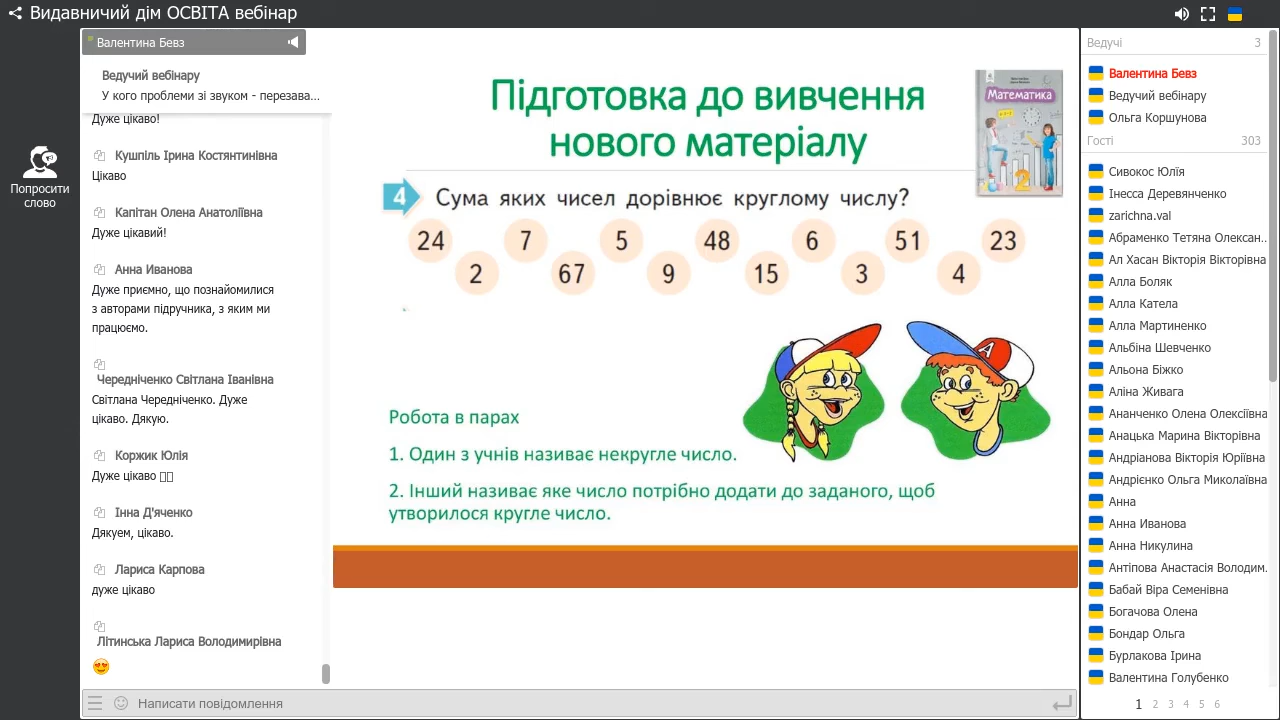 Видавничий дім ОСВІТА вебінар
Попросити
слово
Валентина Бевз
Ведучий вебінару
У кого проблеми зі звуком - перезава...
Дуже цікаво!
Кушпіль Ірина Костянтинівна
Цікаво
Капітан Олена Анатоліївна
Дуже цікавий!
Анна Иванова
Дуже приємно, що познайомилися
з авторами підручника, з яким ми
працюємо.
Чередніченко Світлана Іванівна
Світлана Чередніченко. Дуже
цікаво. Дякую.
Коржик Юлія
Дуже цікаво
Інна Д'яченко
Дякуем, цікаво.
Лариса Карпова
дуже цікаво
Літинська Лариса Володимирівна
Написати повідомлення
Підготовка до вивчення
нового матеріалу
Математика
2
4 Сума яких чисел дорівнює круглому числу?
24 7 5 48 6 51 23
2 67 9 15 3 4
A
Робота в парах
1. Один з учнів називає некругле число.
2. Інший називає яке число потрібно додати до заданого, щоб
утворилося кругле число.
Ведучі 3
Валентина Бевз
Ведучий вебінару
Ольга Коршунова
Гості 303
Сивокос Юлїя
Інесса Деревянченко
zarichna.val
Абраменко Тетяна Олексан..
Ал Хасан Вікторія Вікторівна
Алла Боляк
Алла Катела
Алла Мартиненко
Альбіна Шевченко
Альона Біжко
Аліна Живага
Ананченко Олена Олексіївна
Анацька Марина Вікторівна
Андріанова Вікторія Юріївна
Андрієнко Ольга Миколаївна
Анна
Анна Иванова
Анна Никулина
Антіпова Анастасія Володим.
Бабай Віра Семенівна
Богачова Олена
Бондар Ольга
Бурлакова Ірина
Валентина Голубенко
1 2 3 4 5 6